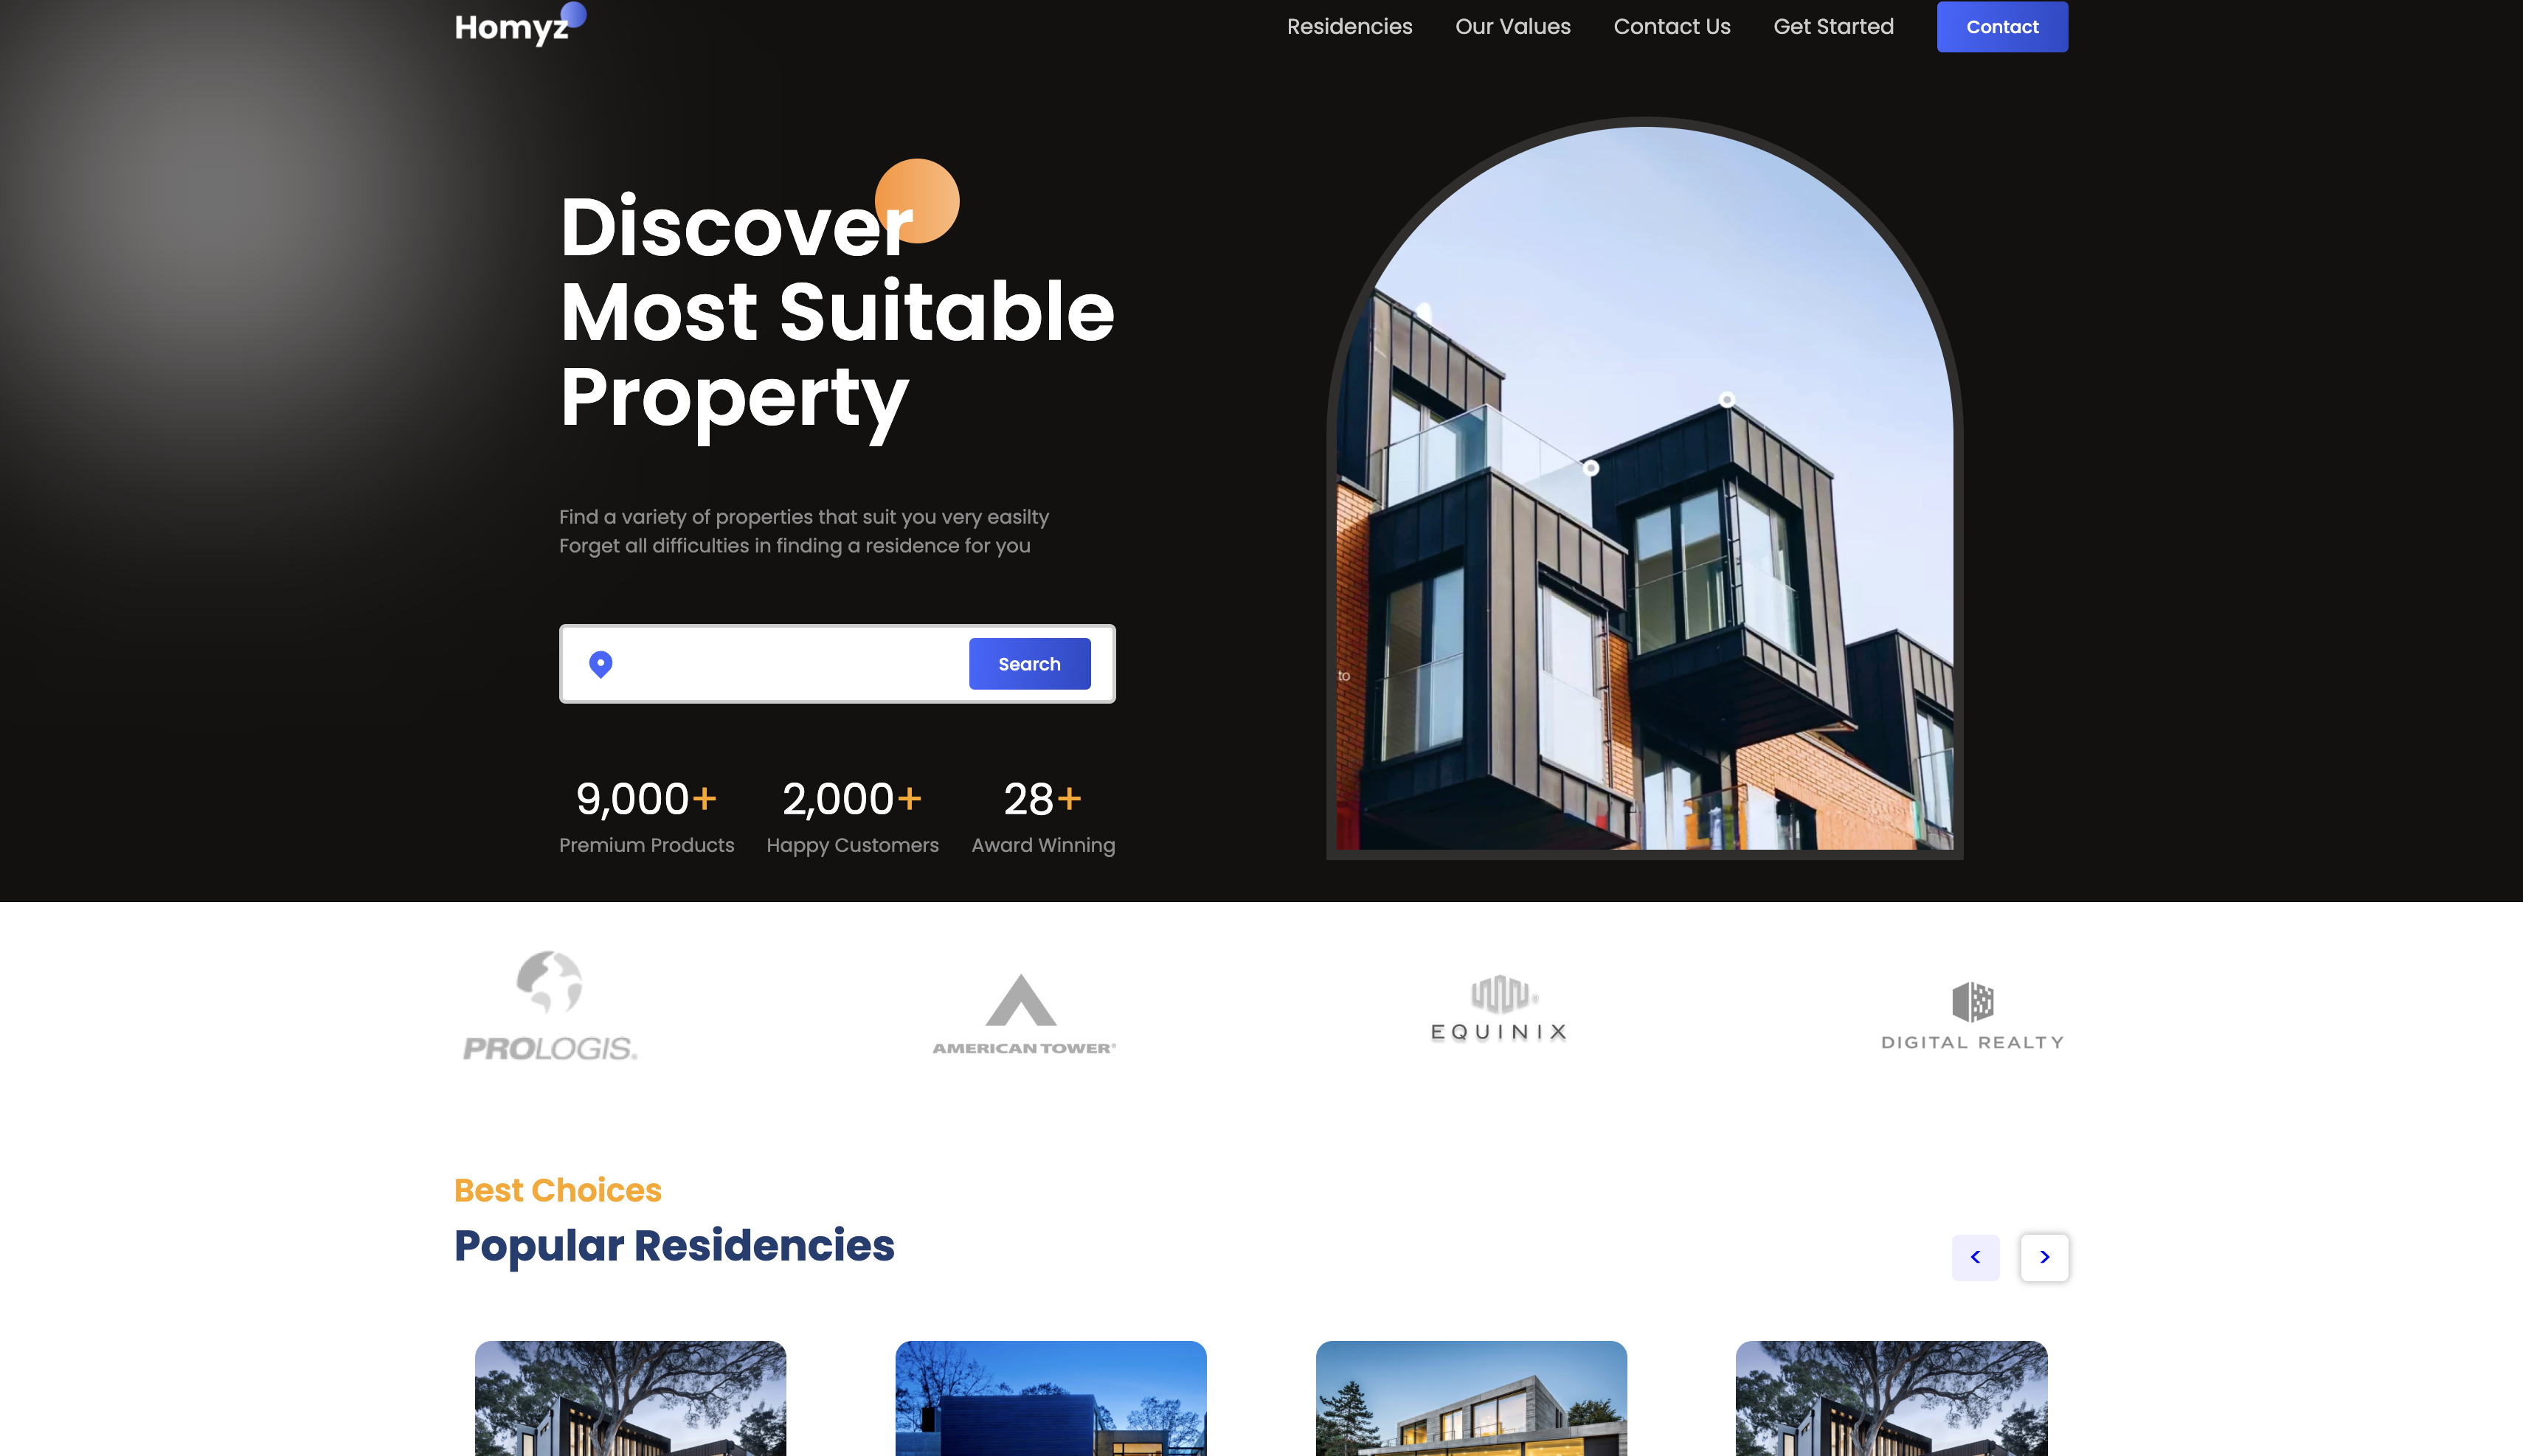 Homyz
Residencies
Our Values
Contact Us
Get Started
Contact
Discover
Most Suitable
Property
Find a variety of properties that suit you very easilty
Forget all difficulties in finding a residence for you
Search
9,000+
2,000+
28+
Premium Products
Happy Customers
Award Winning
to
PROLOGIS®
AMERICAN TOWER®
EQUINIX
DIGITAL REALTY
Best Choices
Popular Residencies
<
>